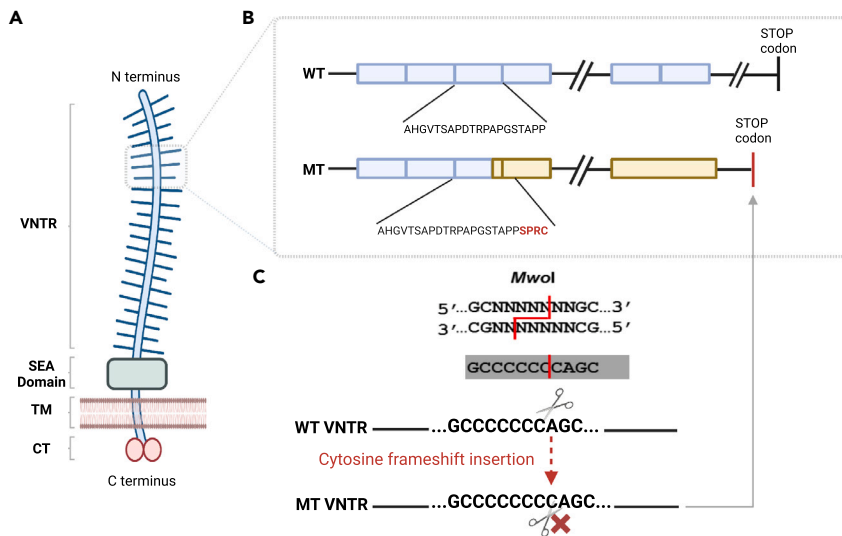 A
B
N terminus
VNTR
SEA
Domain
TM
CT
C terminus
STOP
codon
WT
AHGVTSAPDTRPAPGSTAPP
STOP
codon
MT
AHGVTSAPDTRPAPGSTAPPSPRC
C
MwoI
5′...GCNNNNNNNGC...3′
3′...CGNNNNNNNCG...5′
GCCCCCCCAGC
WT VNTR ...GCCCCCCCAGC...
Cytosine frameshift insertion
MT VNTR ...GCCCCCCCCAGC...